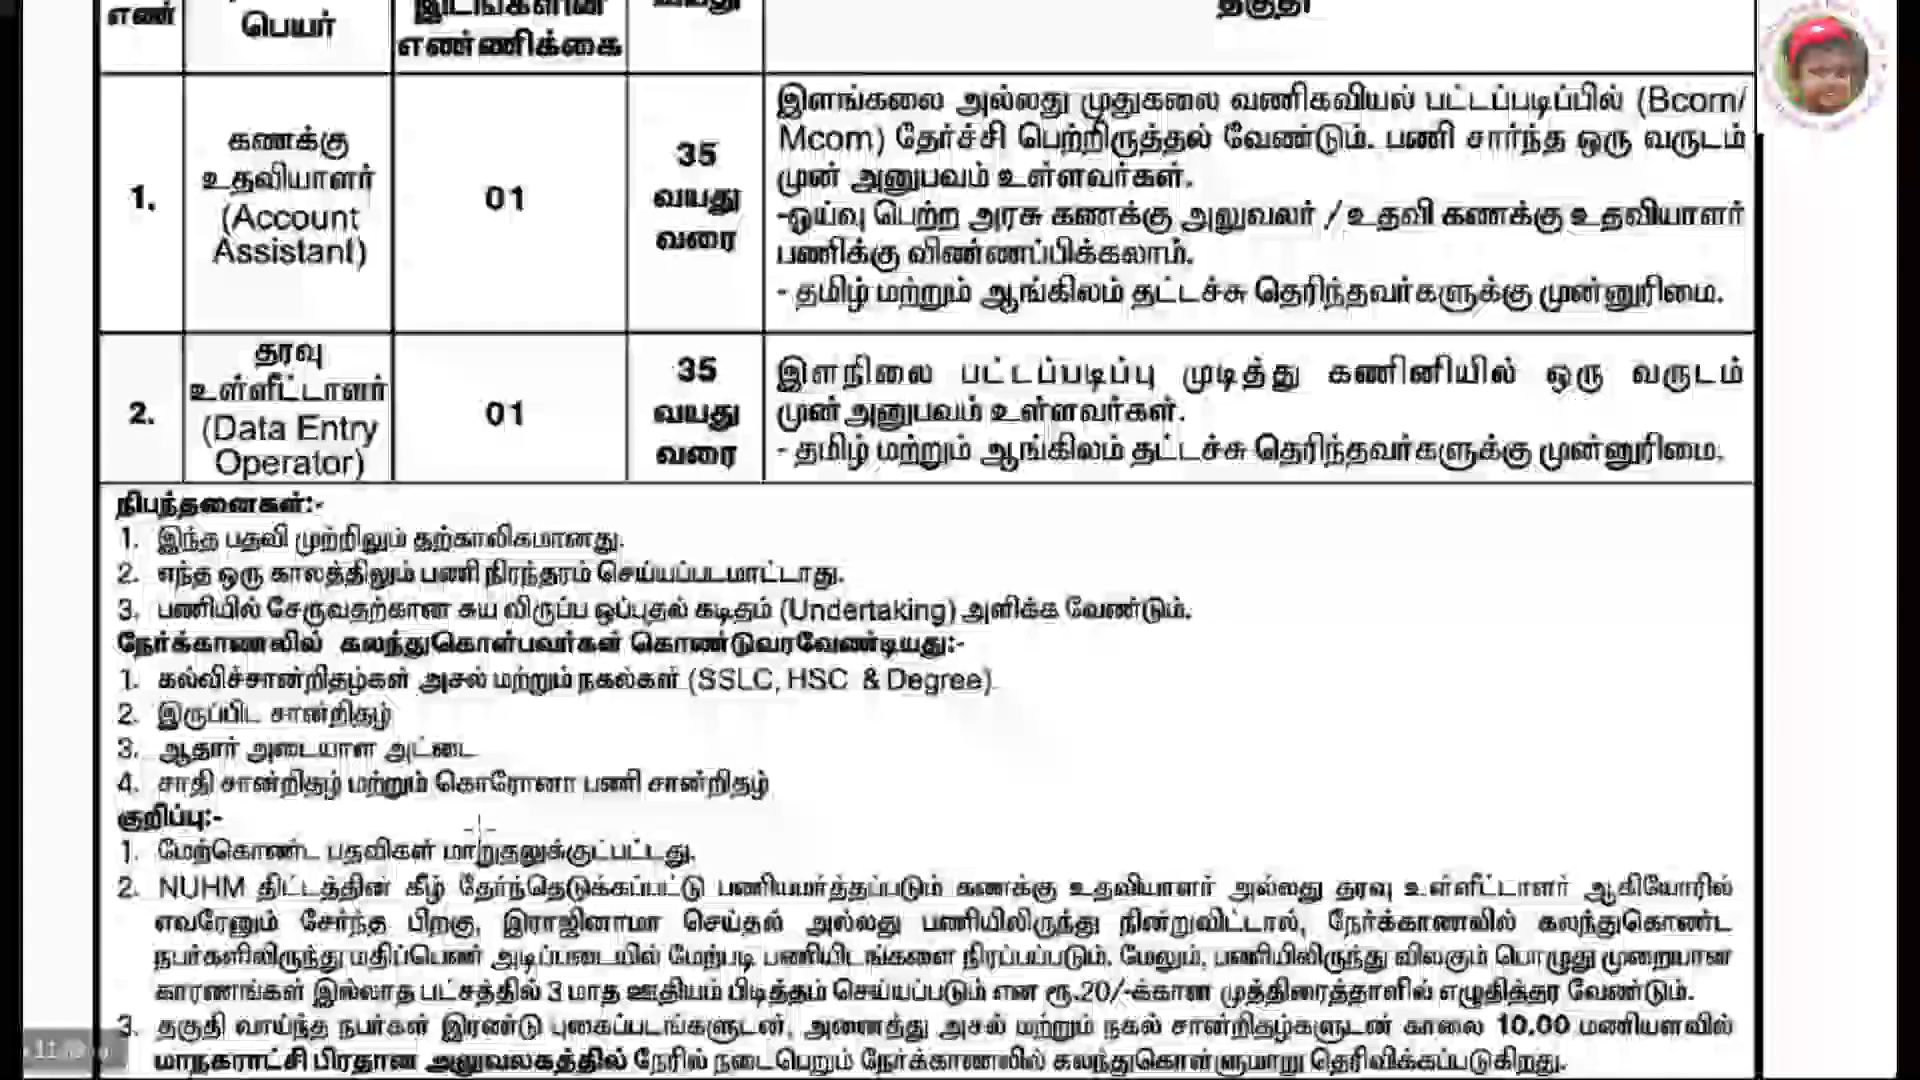 எண்
பெயர்
இடங்களின்
எண்ணிக்கை
வயது
தகுதி
1.
கணக்கு
உதவியாளர்
(Account
Assistant)
01
35
வயது
வரை
இளங்கலை அல்லது முதுகலை வணிகவியல் பட்டப்படிப்பில் (Bcom/
Mcom) தேர்ச்சி பெற்றிருத்தல் வேண்டும். பணி சார்ந்த ஒரு வருடம்
முன் அனுபவம் உள்ளவர்கள்.
-ஓய்வு பெற்ற அரசு கணக்கு அலுவலர் / உதவி கணக்கு உதவியாளர்
பணிக்கு விண்ணப்பிக்கலாம்.
- தமிழ் மற்றும் ஆங்கிலம் தட்டச்சு தெரிந்தவர்களுக்கு முன்னுரிமை.
2.
தரவு
உள்ளீட்டாளர்
(Data Entry
Operator)
01
35
வயது
வரை
இளநிலை பட்டப்படிப்பு முடித்து கணினியில் ஒரு வருடம்
முன் அனுபவம் உள்ளவர்கள்.
- தமிழ் மற்றும் ஆங்கிலம் தட்டச்சு தெரிந்தவர்களுக்கு முன்னுரிமை.
நிபந்தனைகள்:-
1. இந்த பதவி முற்றிலும் தற்காலிகமானது.
2. எந்த ஒரு காலத்திலும் பணி நிரந்தரம் செய்யப்படமாட்டாது.
3. பணியில் சேருவதற்கான சுய விருப்ப ஒப்புதல் கடிதம் (Undertaking) அளிக்க வேண்டும்.
நேர்க்காணலில் கலந்துகொள்பவர்கள் கொண்டுவரவேண்டியது:-
1. கல்விச்சான்றிதழ்கள் அசல் மற்றும் நகல்கள் (SSLC, HSC & Degree)
2. இருப்பிட சான்றிதழ்
3. ஆதார் அடையாள அட்டை
4. சாதி சான்றிதழ் மற்றும் கொரோனா பணி சான்றிதழ்
குறிப்பு:-
1. மேற்கொண்ட பதவிகள் மாறுதலுக்குட்பட்டது.
2. NUHM திட்டத்தின் கீழ் தேர்ந்தெடுக்கப்பட்டு பணியமர்த்தப்படும் கணக்கு உதவியாளர் அல்லது தரவு உள்ளீட்டாளர் ஆகியோரில்
எவரேனும் சேர்ந்த பிறகு, இராஜினாமா செய்தல் அல்லது பணியிலிருந்து நின்றுவிட்டால், நேர்க்காணலில் கலந்துகொண்ட
நபர்களிலிருந்து மதிப்பெண் அடிப்படையில் மேற்படி பணியிடங்களை நிரப்பப்படும். மேலும், பணியிலிருந்து விலகும் பொழுது முறையான
காரணங்கள் இல்லாத பட்சத்தில் 3 மாத ஊதியம் பிடித்தம் செய்யப்படும் என ரூ.20/-க்கான முத்திரைத்தாளில் எழுதித்தர வேண்டும்.
3. தகுதி வாய்ந்த நபர்கள் இரண்டு புகைப்படங்களுடன், அனைத்து அசல் மற்றும் நகல் சான்றிதழ்களுடன் காலை 10.00 மணியளவில்
மாநகராட்சி பிரதான அலுவலகத்தில் நேரில் நடைபெறும் நேர்க்காணலில் கலந்துகொள்ளுமாறு தெரிவிக்கப்படுகிறது.